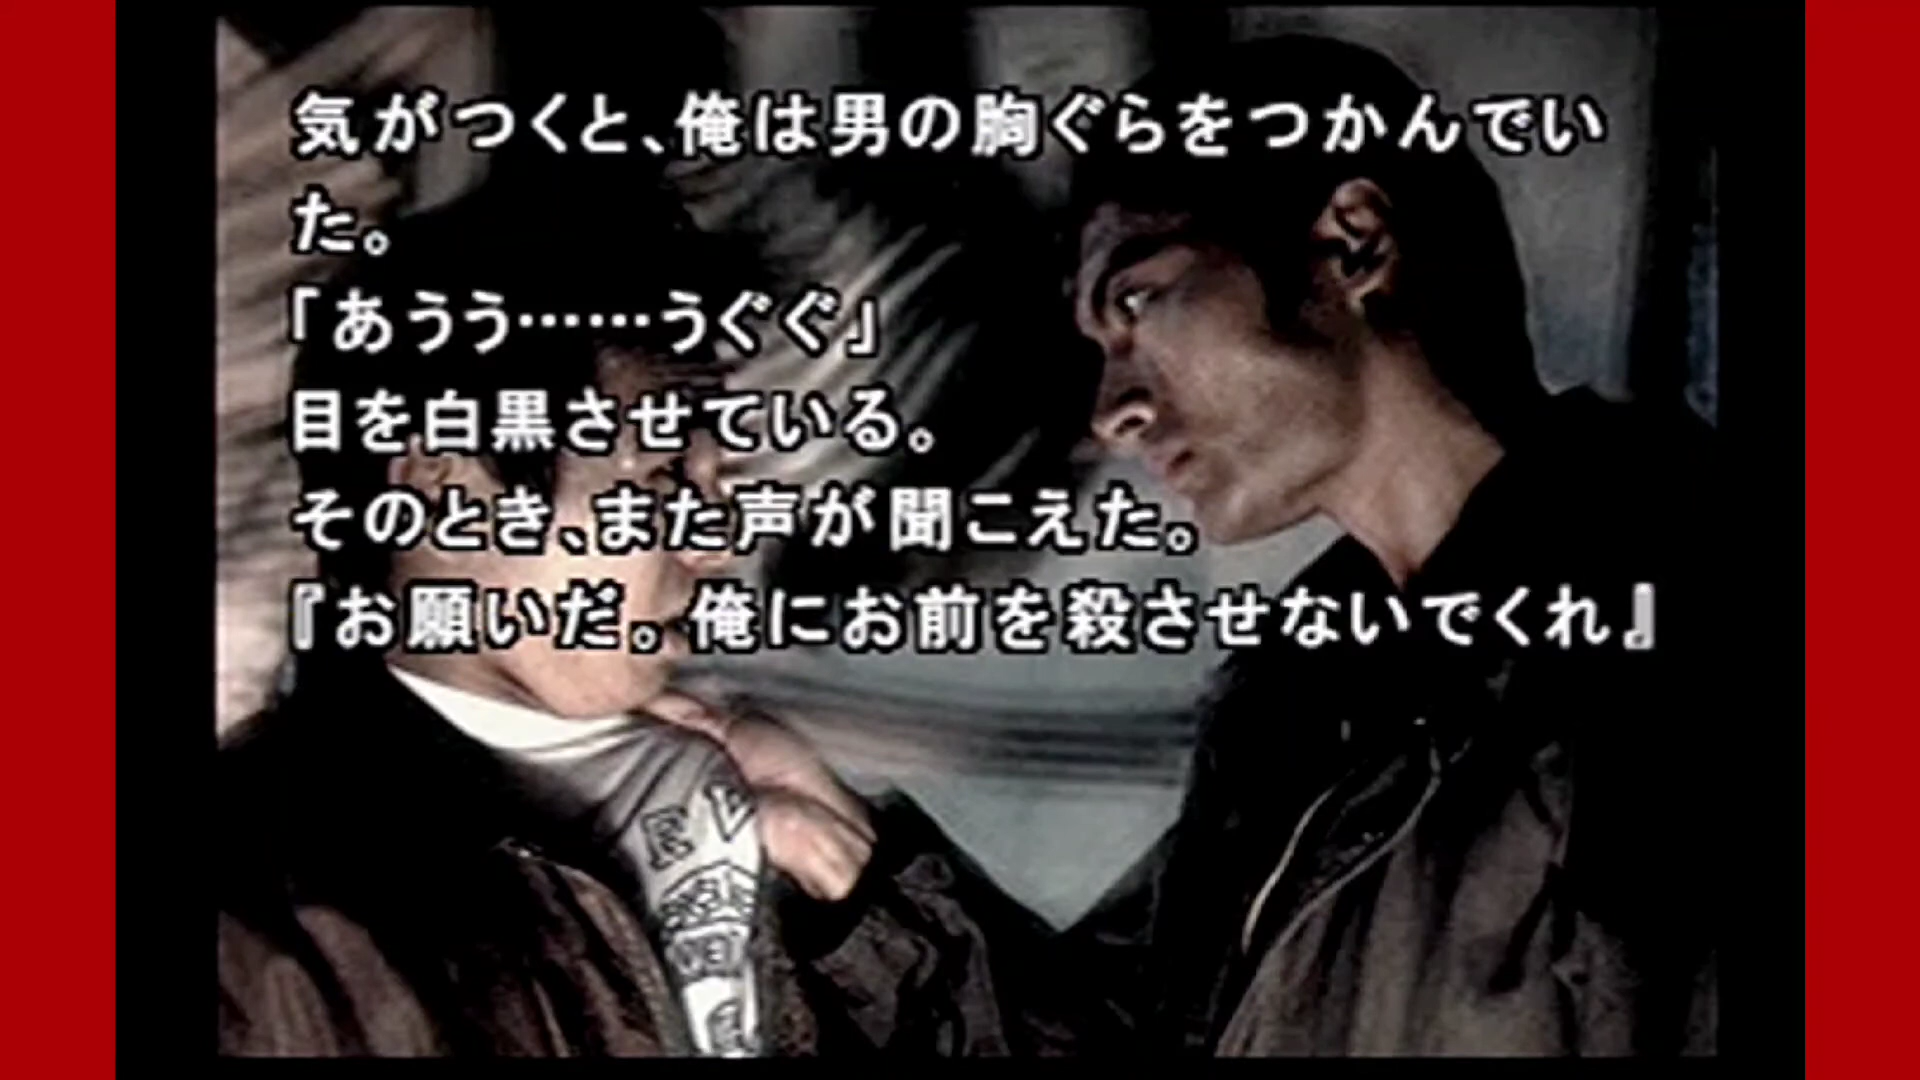 気がつくと、俺は男の胸ぐらをつかんでい
た。
「あうう……うぐぐ」
目を白黒させている。
そのとき、また声が聞こえた。
『お願いだ。俺にお前を殺させないでくれ』